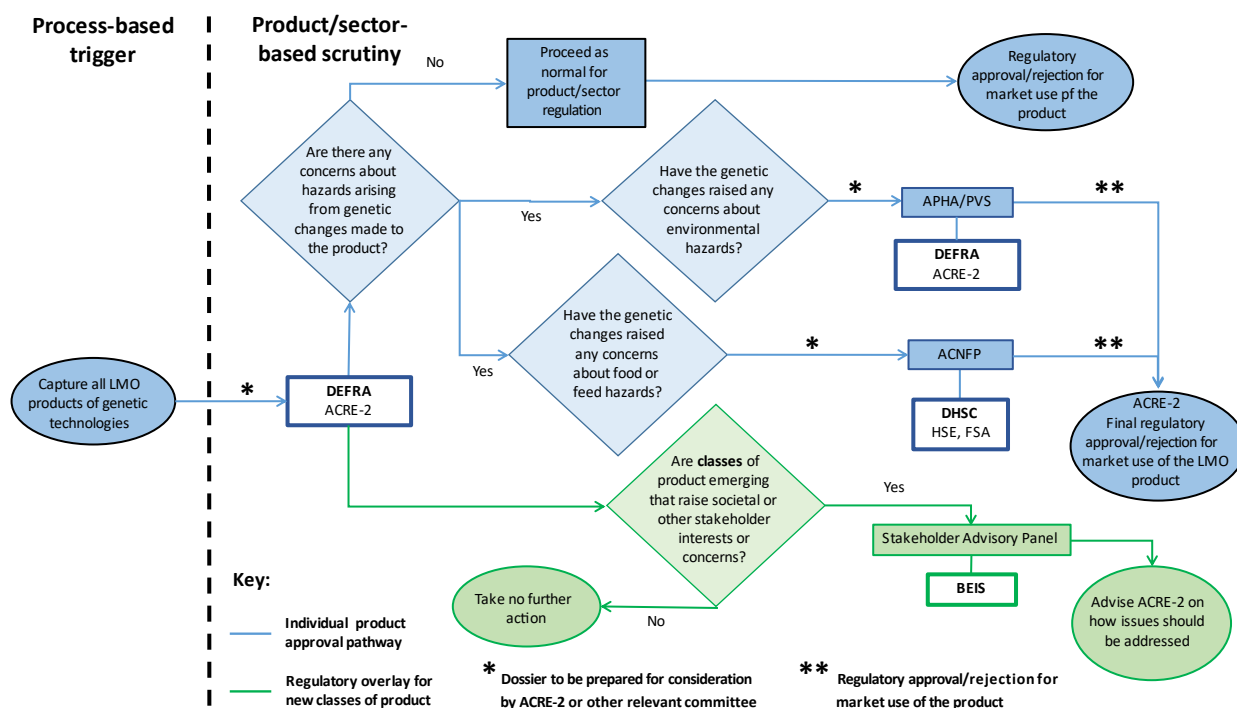 Process-based
trigger
Product/sector-
based scrutiny
No
Proceed as
normal for
product/sector
regulation
Regulatory
approval/rejection for
market use pf the
product
Are there any
concerns about
hazards arising
from genetic
changes made to
the product?
Yes
Have the genetic
changes raised any
concerns about
environmental
hazards?
*
APHA/PVS
**
DEFRA
ACRE-2
Yes
Have the genetic
changes raised
any concerns
about food or
feed hazards?
*
ACNFP
**
DHSC
HSE, FSA
Capture all LMO
products of genetic
technologies
*
DEFRA
ACRE-2
ACRE-2
Final regulatory
approval/rejection for
market use of the LMO
product
Are classes of
product emerging
that raise societal or
other stakeholder
interests or
concerns?
Yes
Stakeholder Advisory Panel
BEIS
Advise ACRE-2 on
how issues should
be addressed
No
Take no further
action
Key:
Individual product
approval pathway
Regulatory overlay for
new classes of product
* Dossier to be prepared for consideration
by ACRE-2 or other relevant committee
** Regulatory approval/rejection for
market use of the product